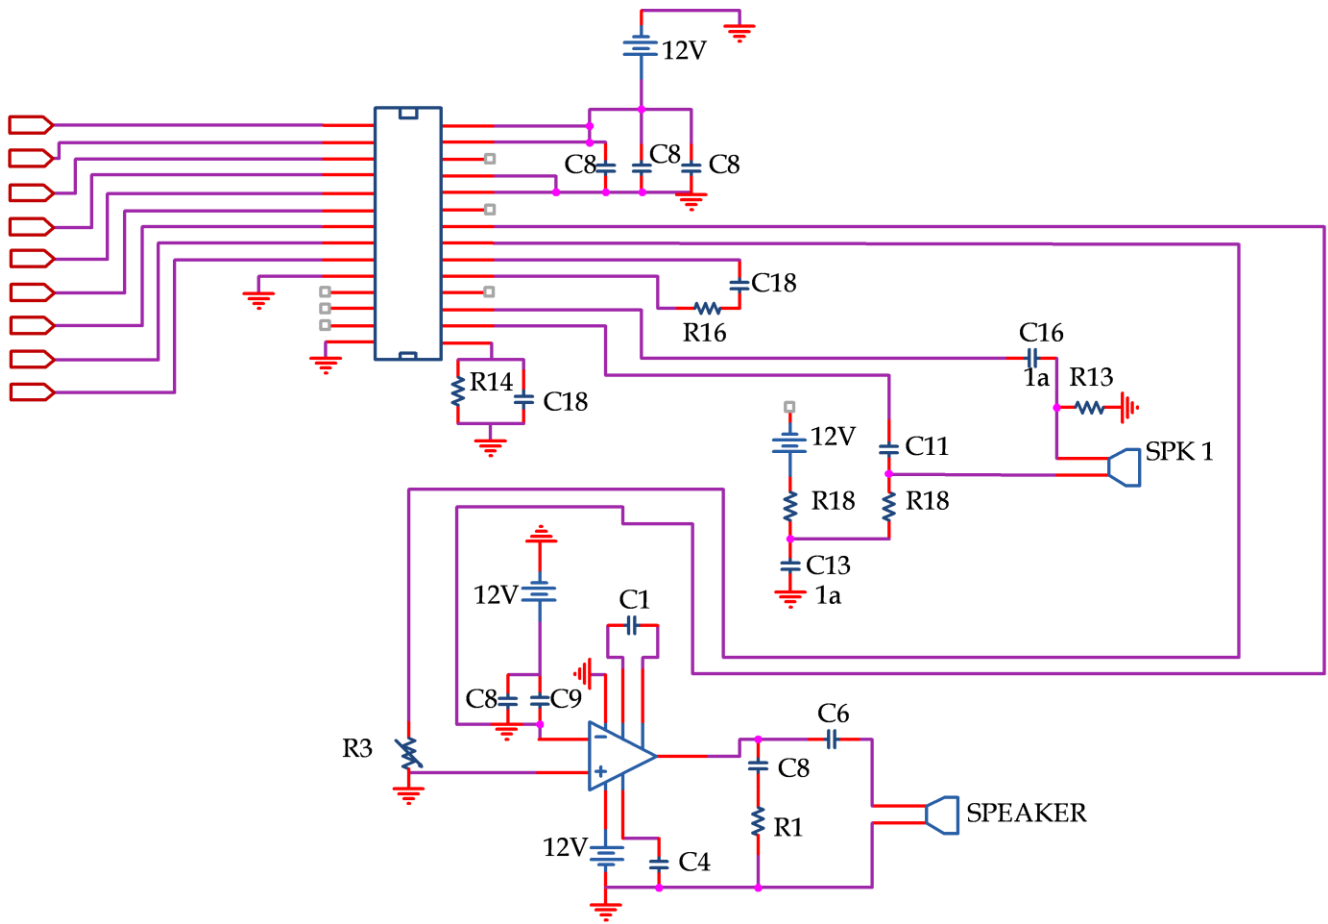 12V
C8
C8
C8
C18
R16
C16
1a
R13
R14
C18
12V
C11
SPK 1
R18
R18
C13
1a
12V
C1
C8
C9
C6
R3
C8
SPEAKER
R1
12V
C4